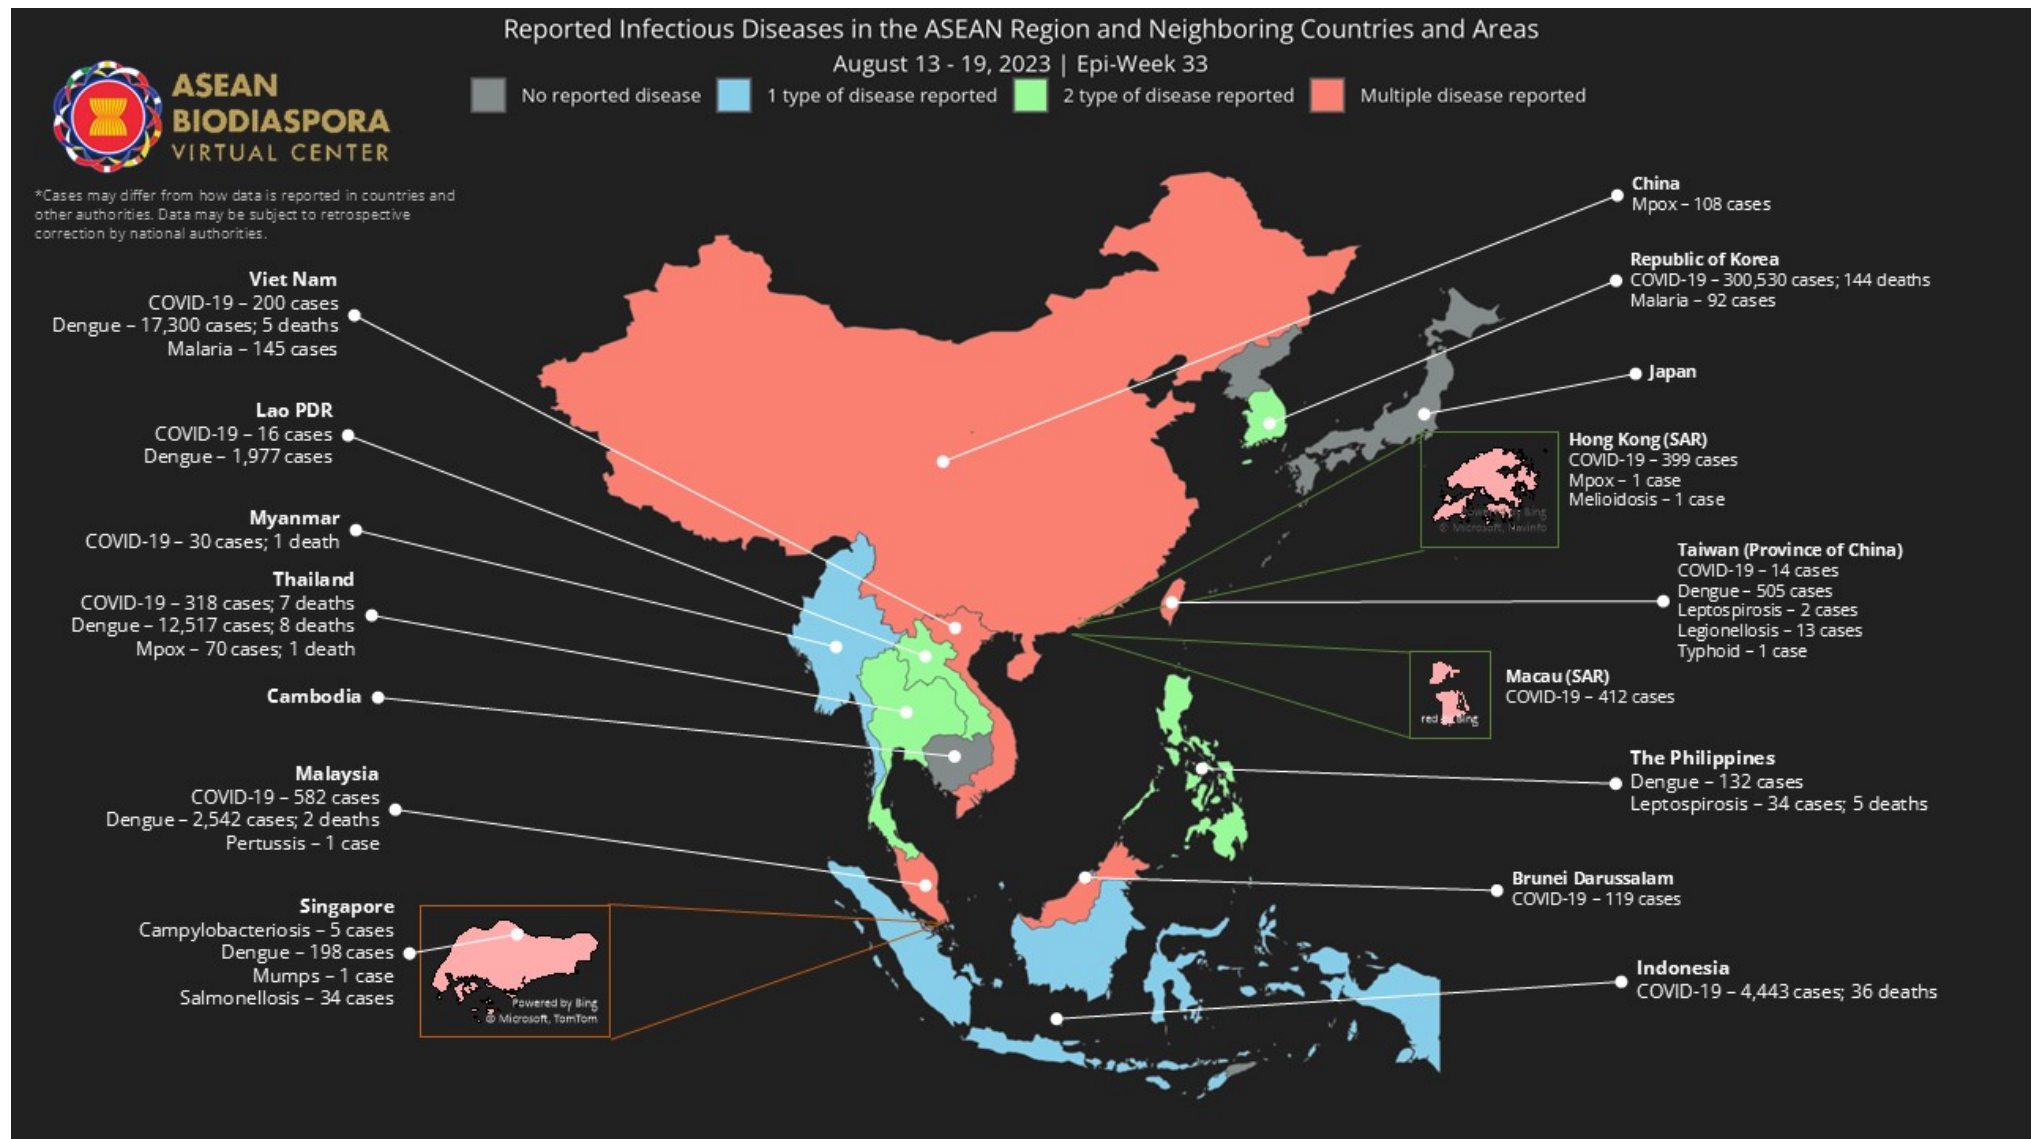 Reported Infectious Diseases in the ASEAN Region and Neighboring Countries and Areas
August 13 - 19, 2023 | Epi-Week 33
No reported disease
1 type of disease reported
2 type of disease reported
Multiple disease reported
ASEAN
BIODIASPORA
VIRTUAL CENTER
*Cases may differ from how data is reported in countries and
other authorities. Data may be subject to retrospective
correction by national authorities.
Viet Nam
COVID-19 – 200 cases
Dengue – 17,300 cases; 5 deaths
Malaria – 145 cases
Lao PDR
COVID-19 – 16 cases
Dengue – 1,977 cases
Myanmar
COVID-19 – 30 cases; 1 death
Thailand
COVID-19 – 318 cases; 7 deaths
Dengue – 12,517 cases; 8 deaths
Mpox – 70 cases; 1 death
Cambodia
Malaysia
COVID-19 – 582 cases
Dengue – 2,542 cases; 2 deaths
Pertussis – 1 case
Singapore
Campylobacteriosis – 5 cases
Dengue – 198 cases
Mumps – 1 case
Salmonellosis – 34 cases
Powered by Bing
© Microsoft, TomTom
China
Mpox – 108 cases
Republic of Korea
COVID-19 – 300,530 cases; 144 deaths
Malaria – 92 cases
Japan
Hong Kong (SAR)
COVID-19 – 399 cases
Mpox – 1 case
Melioidosis – 1 case
Powered by Bing
© Microsoft, Navinfo
Taiwan (Province of China)
COVID-19 – 14 cases
Dengue – 505 cases
Leptospirosis – 2 cases
Legionellosis – 13 cases
Typhoid – 1 case
Macau (SAR)
COVID-19 – 412 cases
red by Bing
The Philippines
Dengue – 132 cases
Leptospirosis – 34 cases; 5 deaths
Brunei Darussalam
COVID-19 – 119 cases
Indonesia
COVID-19 – 4,443 cases; 36 deaths